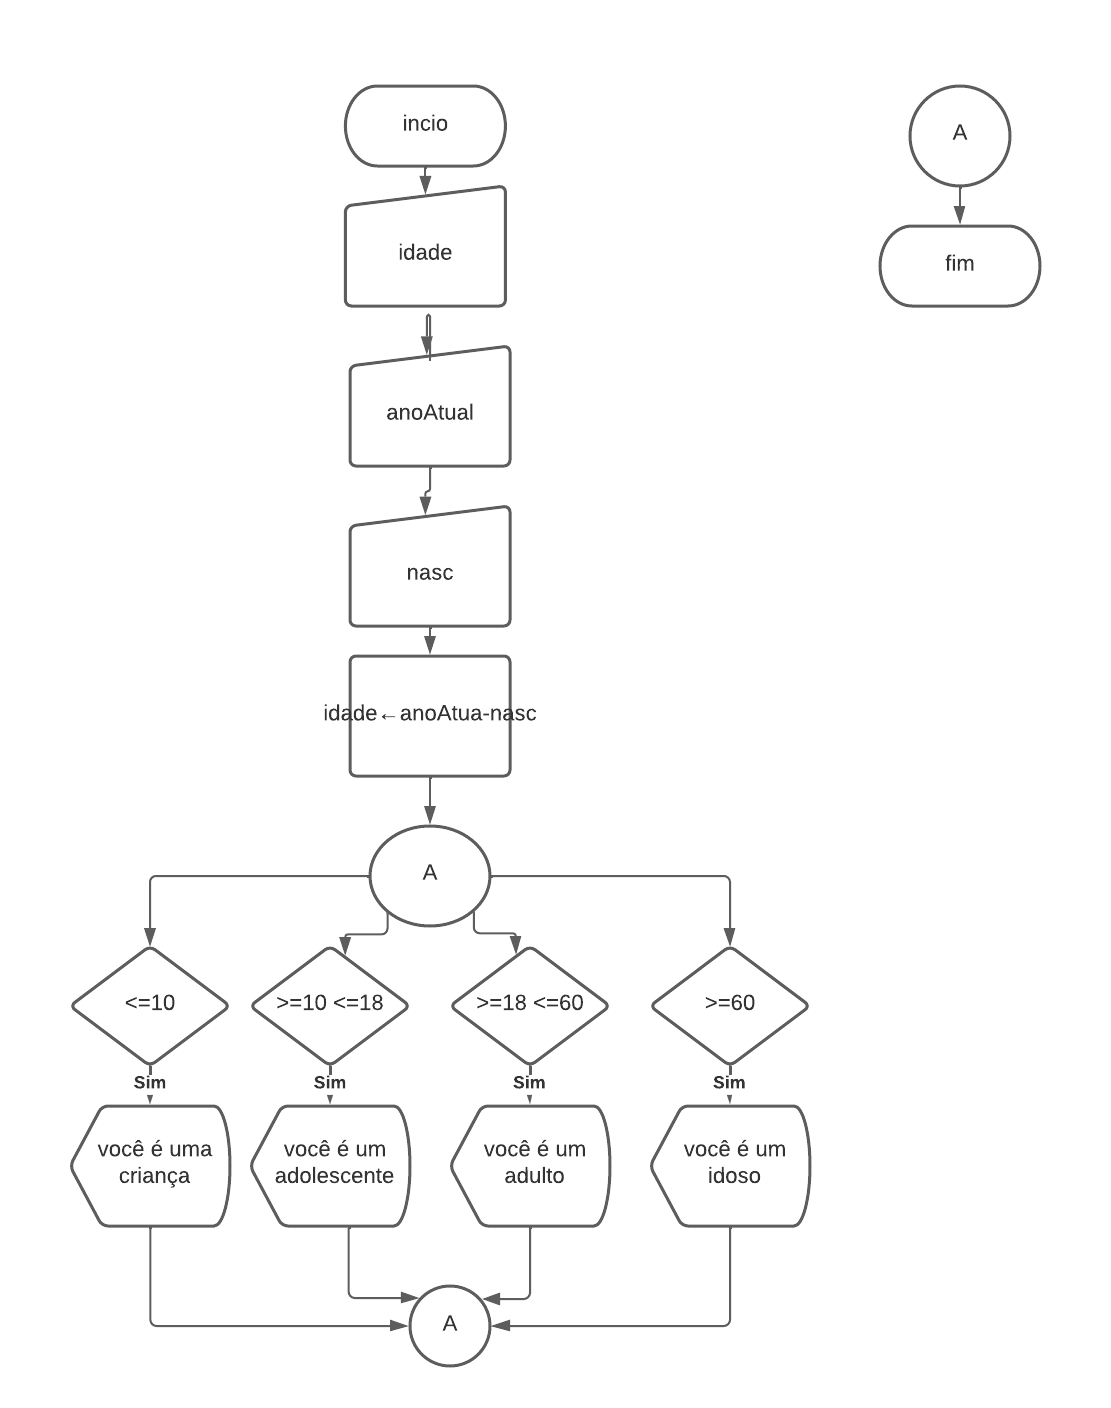 incio
A
idade
fim
anoAtual
nasc
idade←anoAtua-nasc
A
<=10
>=10 <=18
>=18 <=60
>=60
Sim
Sim
Sim
Sim
você é uma
criança
você é um
adolescente
você é um
adulto
você é um
idoso
A